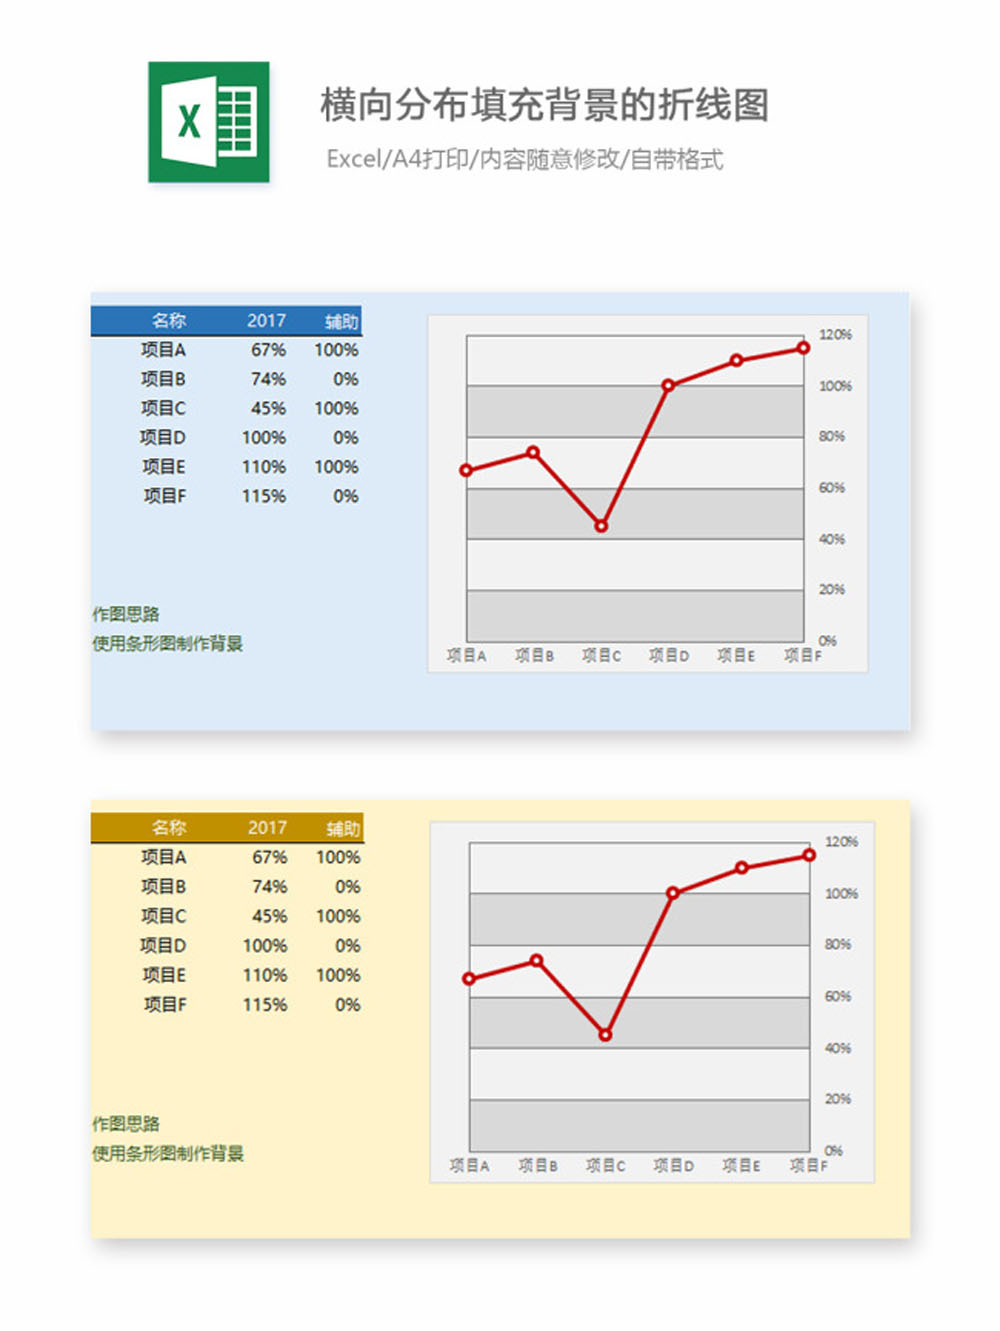 X
横向分布填充背景的折线图
Excel/A4打印/内容随意修改/自带格式
名称 2017 辅助
项目A 67% 100%
项目B 74% 0%
项目C 45% 100%
项目D 100% 0%
项目E 110% 100%
项目F 115% 0%
作图思路
使用条形图制作背景
120%
100%
80%
60%
40%
20%
0%
项目A 项目B 项目C 项目D 项目E 项目F
名称 2017 辅助
项目A 67% 100%
项目B 74% 0%
项目C 45% 100%
项目D 100% 0%
项目E 110% 100%
项目F 115% 0%
作图思路
使用条形图制作背景
120%
100%
80%
60%
40%
20%
0%
项目A 项目B 项目C 项目D 项目E 项目F